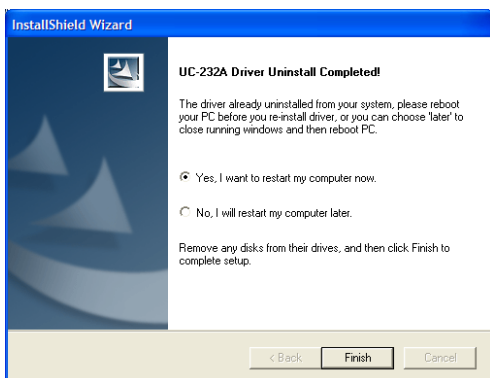 InstallShield Wizard
UC-232A Driver Uninstall Completed!
The driver already uninstalled from your system, please reboot
your PC before you re-install driver, or you can choose 'later' to
close running windows and then reboot PC.
Yes, I want to restart my computer now.
No, I will restart my computer later.
Remove any disks from their drives, and then click Finish to
complete setup.
< Back Finish Cancel